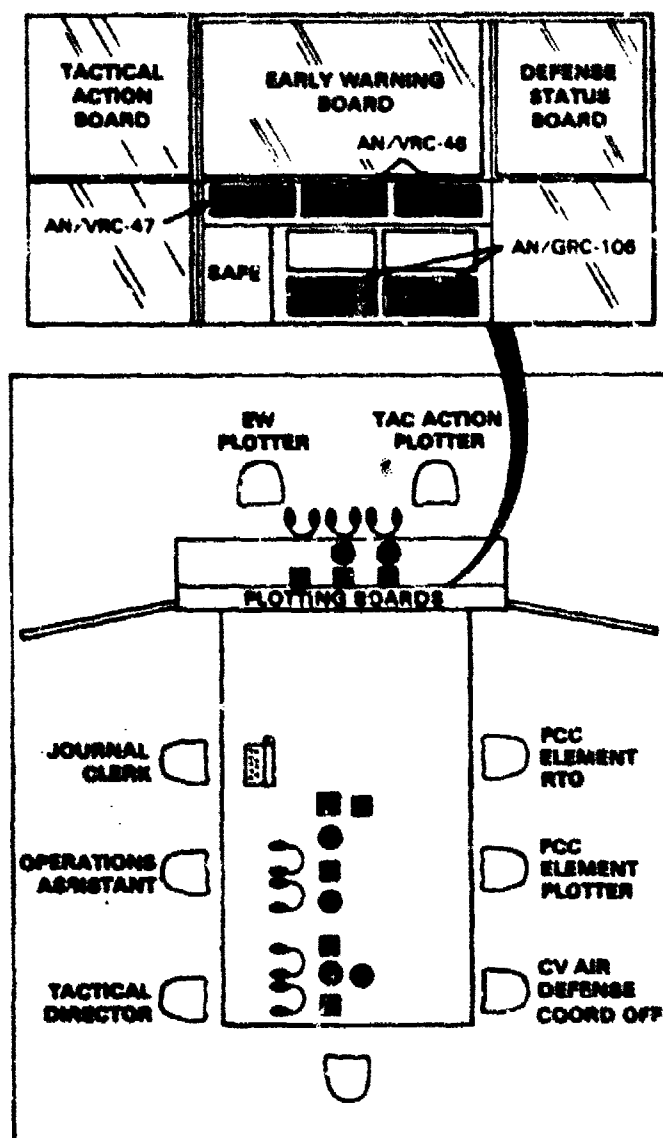 TACTICAL
ACTION
BOARD
EARLY WARNING
BOARD
DEFENSE
STATUS
BOARD
AN/VRC-46
AN/VRC-47
AN/GRC-106
SAFE
EW
PLOTTER
TAC ACTION
PLOTTER
PLOTTING BOARDS
JOURNAL
CLERK
FCC
ELEMENT
RTO
OPERATIONS
ASSISTANT
FCC
ELEMENT
PLOTTER
TACTICAL
DIRECTOR
CV AIR
DEFENSE
COORD OFF